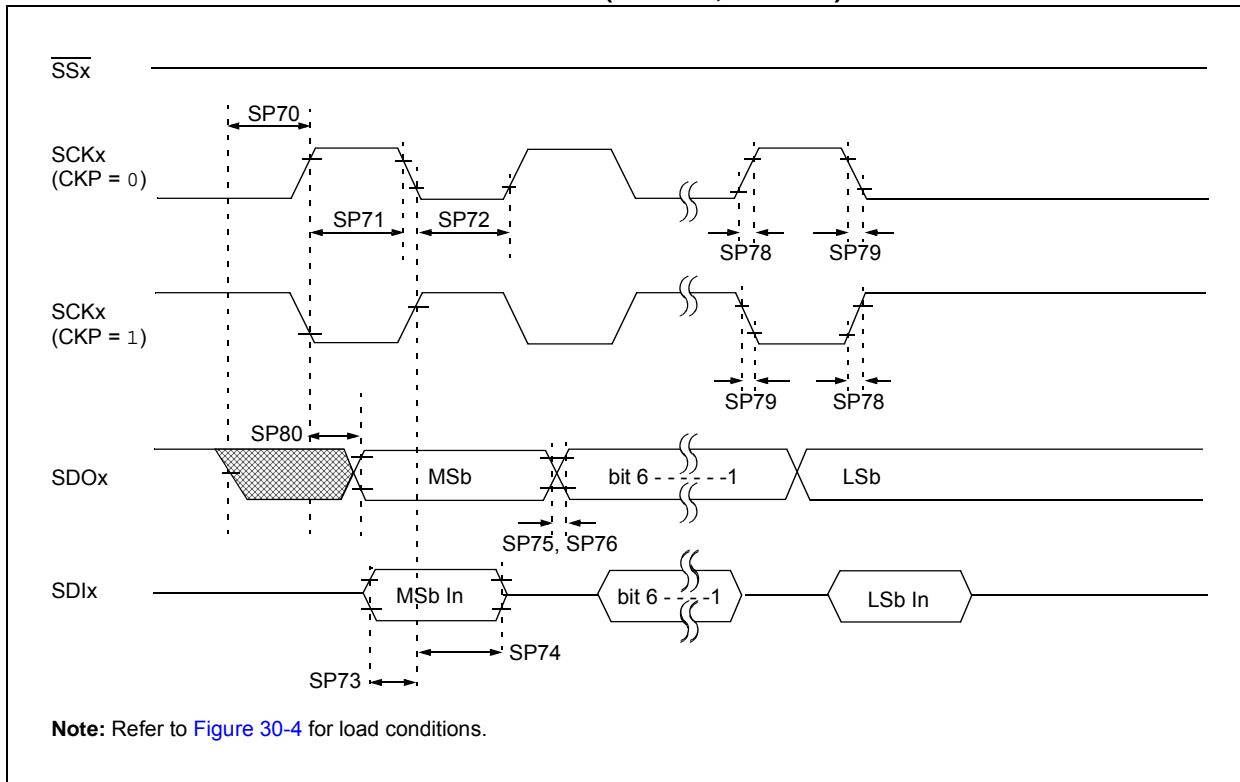 SSx
SP70
SCKx
(CKP = 0)
SP71
SP72
SP78
SP79
SCKx
(CKP = 1)
SP79
SP78
SP80
SDOx
MSb
bit 6 - - - - - -1
LSb
SP75, SP76
SDIx
MSb In
bit 6 - - - - -1
LSb In
SP74
SP73
Note: Refer to Figure 30-4 for load conditions.